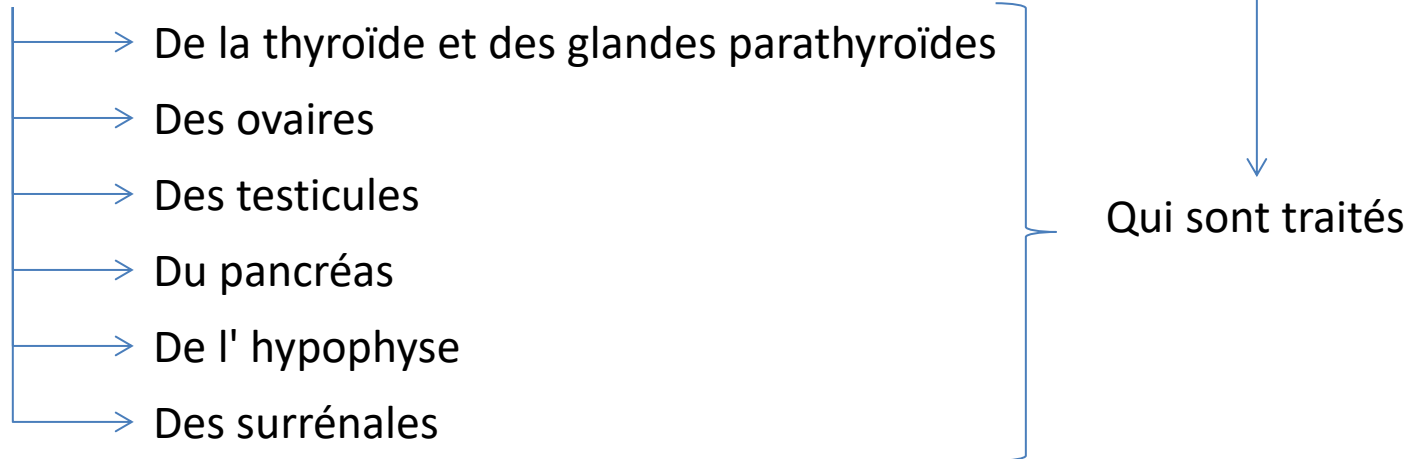 De la thyroïde et des glandes parathyroïdes
Des ovaires
Des testicules
Du pancréas
De l' hypophyse
Des surrénales
Qui sont traités